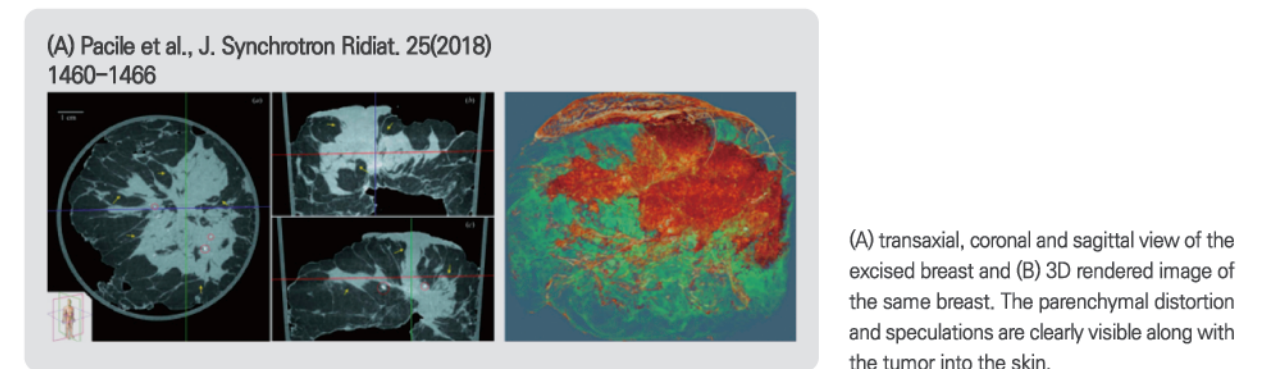 (A) Pacile et al., J. Synchrotron Ridiat. 25(2018)
1460-1466
1 cm
(a)
(b)
(c)
(A) transaxial, coronal and sagittal view of the
excised breast and (B) 3D rendered image of
the same breast. The parenchymal distortion
and speculations are clearly visible along with
the tumor into the skin.